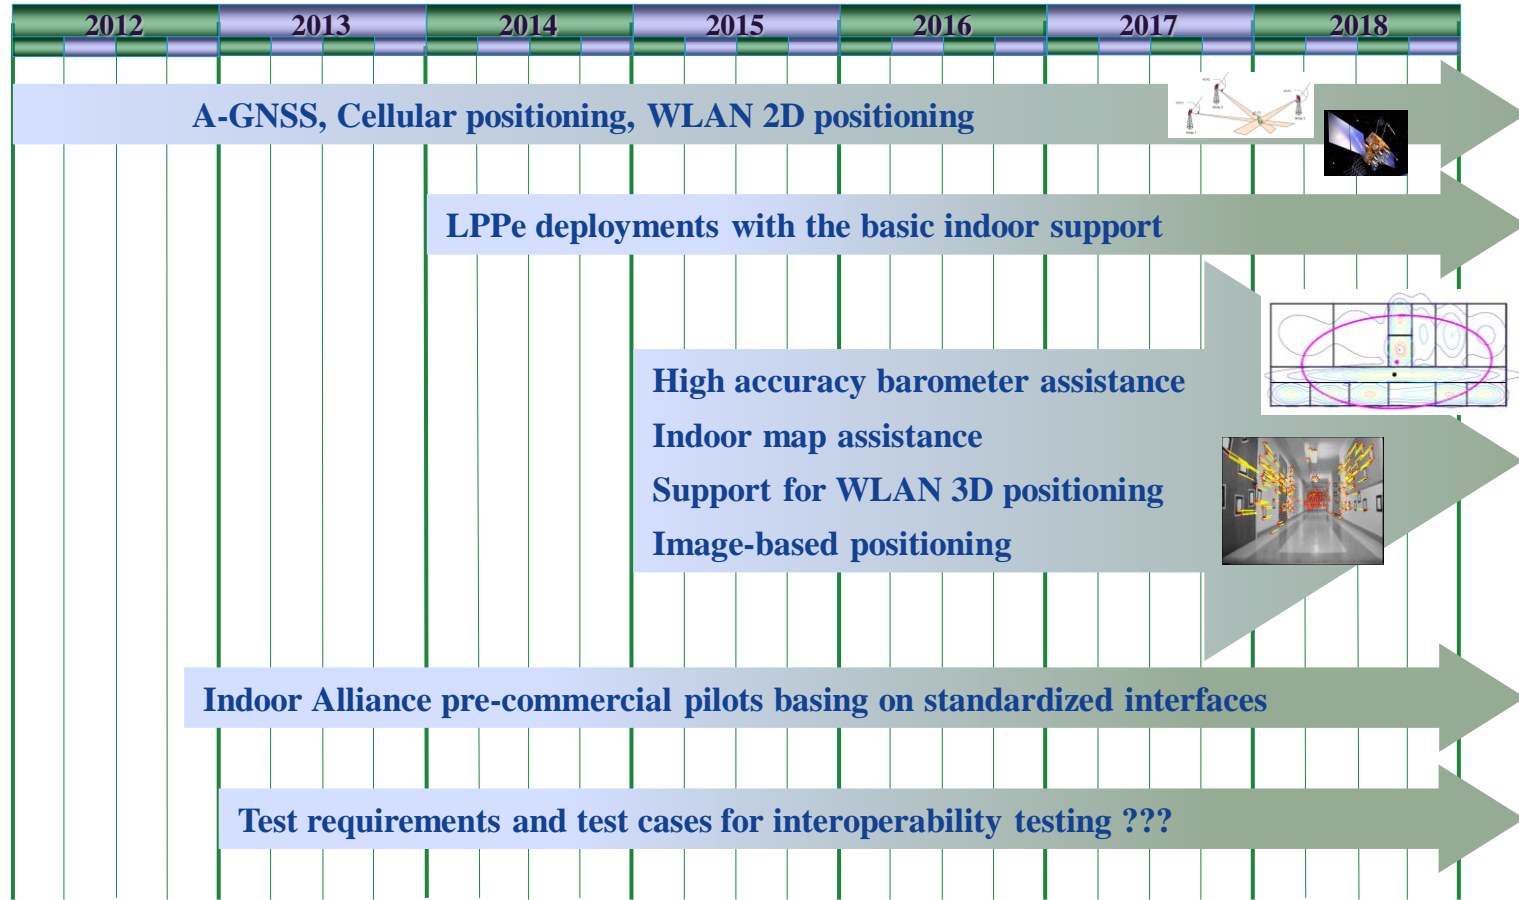 2012 2013 2014 2015 2016 2017 2018
A-GNSS, Cellular positioning, WLAN 2D positioning
LPPe deployments with the basic indoor support
High accuracy barometer assistance
Indoor map assistance
Support for WLAN 3D positioning
Image-based positioning
Indoor Alliance pre-commercial pilots basing on standardized interfaces
Test requirements and test cases for interoperability testing ???